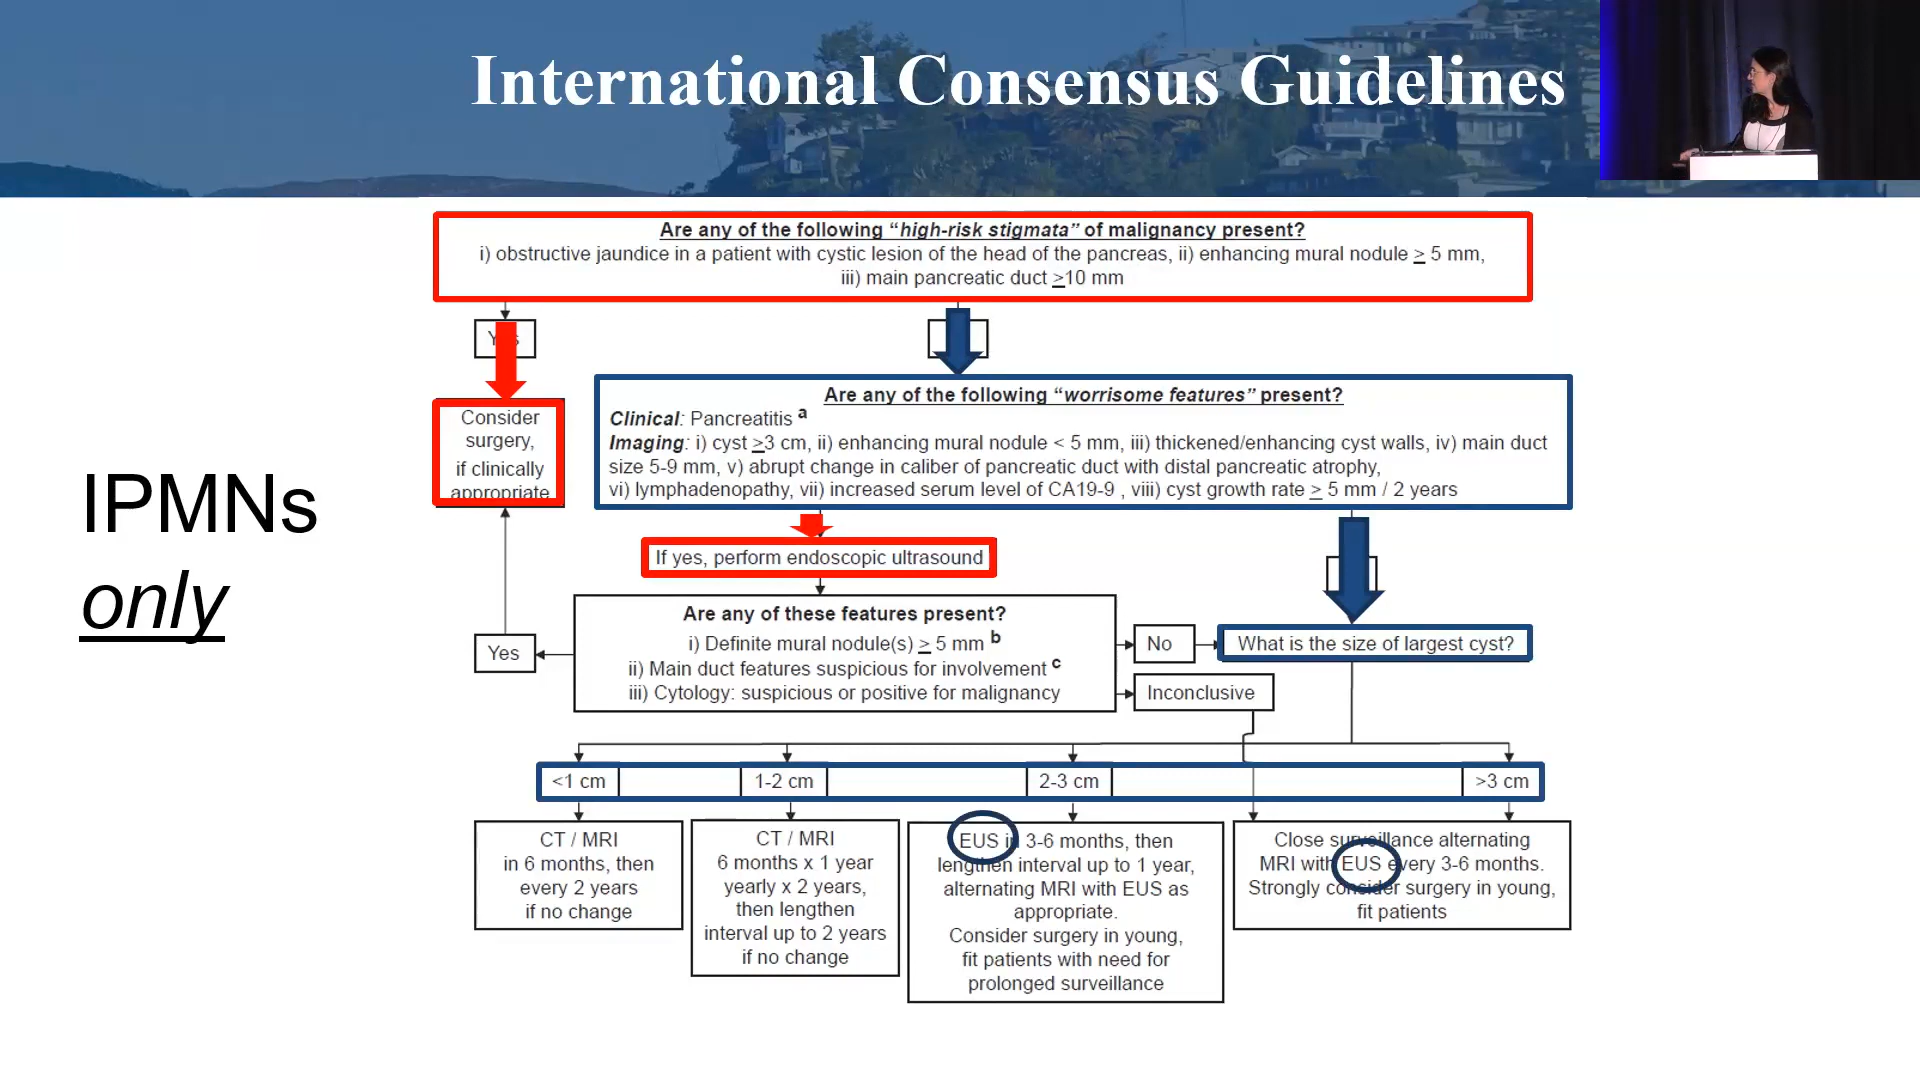 International Consensus Guidelines
Are any of the following “high-risk stigmata” of malignancy present?
i) obstructive jaundice in a patient with cystic lesion of the head of the pancreas, ii) enhancing mural nodule ≥ 5 mm,
iii) main pancreatic duct ≥10 mm
Consider
surgery,
if clinically
appropriate
Are any of the following “worrisome features” present?
Clinical: Pancreatitis a
Imaging: i) cyst ≥3 cm, ii) enhancing mural nodule < 5 mm, iii) thickened/enhancing cyst walls, iv) main duct
size 5-9 mm, v) abrupt change in caliber of pancreatic duct with distal pancreatic atrophy,
vi) lymphadenopathy, vii) increased serum level of CA19-9 , viii) cyst growth rate ≥ 5 mm / 2 years
IPMNs
only
If yes, perform endoscopic ultrasound
Are any of these features present?
i) Definite mural nodule(s) ≥ 5 mm b
ii) Main duct features suspicious for involvement c
iii) Cytology: suspicious or positive for malignancy
Yes
No
Inconclusive
What is the size of largest cyst?
<1 cm
1-2 cm
2-3 cm
>3 cm
CT / MRI
in 6 months, then
every 2 years
if no change
CT / MRI
6 months x 1 year
yearly x 2 years,
then lengthen
interval up to 2 years
if no change
EUS in 3-6 months, then
lengthen interval up to 1 year,
alternating MRI with EUS as
appropriate.
Consider surgery in young,
fit patients with need for
prolonged surveillance
Close surveillance alternating
MRI with EUS every 3-6 months.
Strongly consider surgery in young,
fit patients